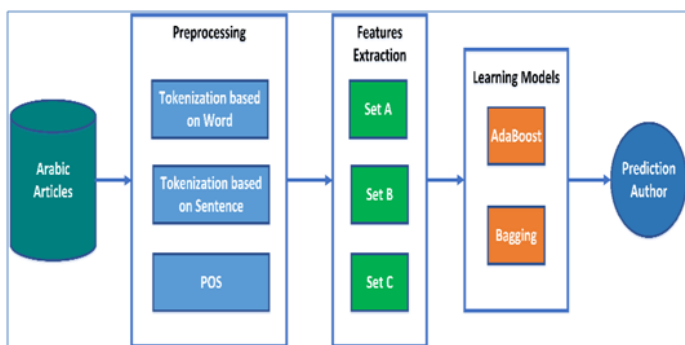 Arabic
Articles
Preprocessing
Tokenization based
on Word
Tokenization based
on Sentence
POS
Features
Extraction
Set A
Set B
Set C
Learning Models
AdaBoost
Bagging
Prediction
Author